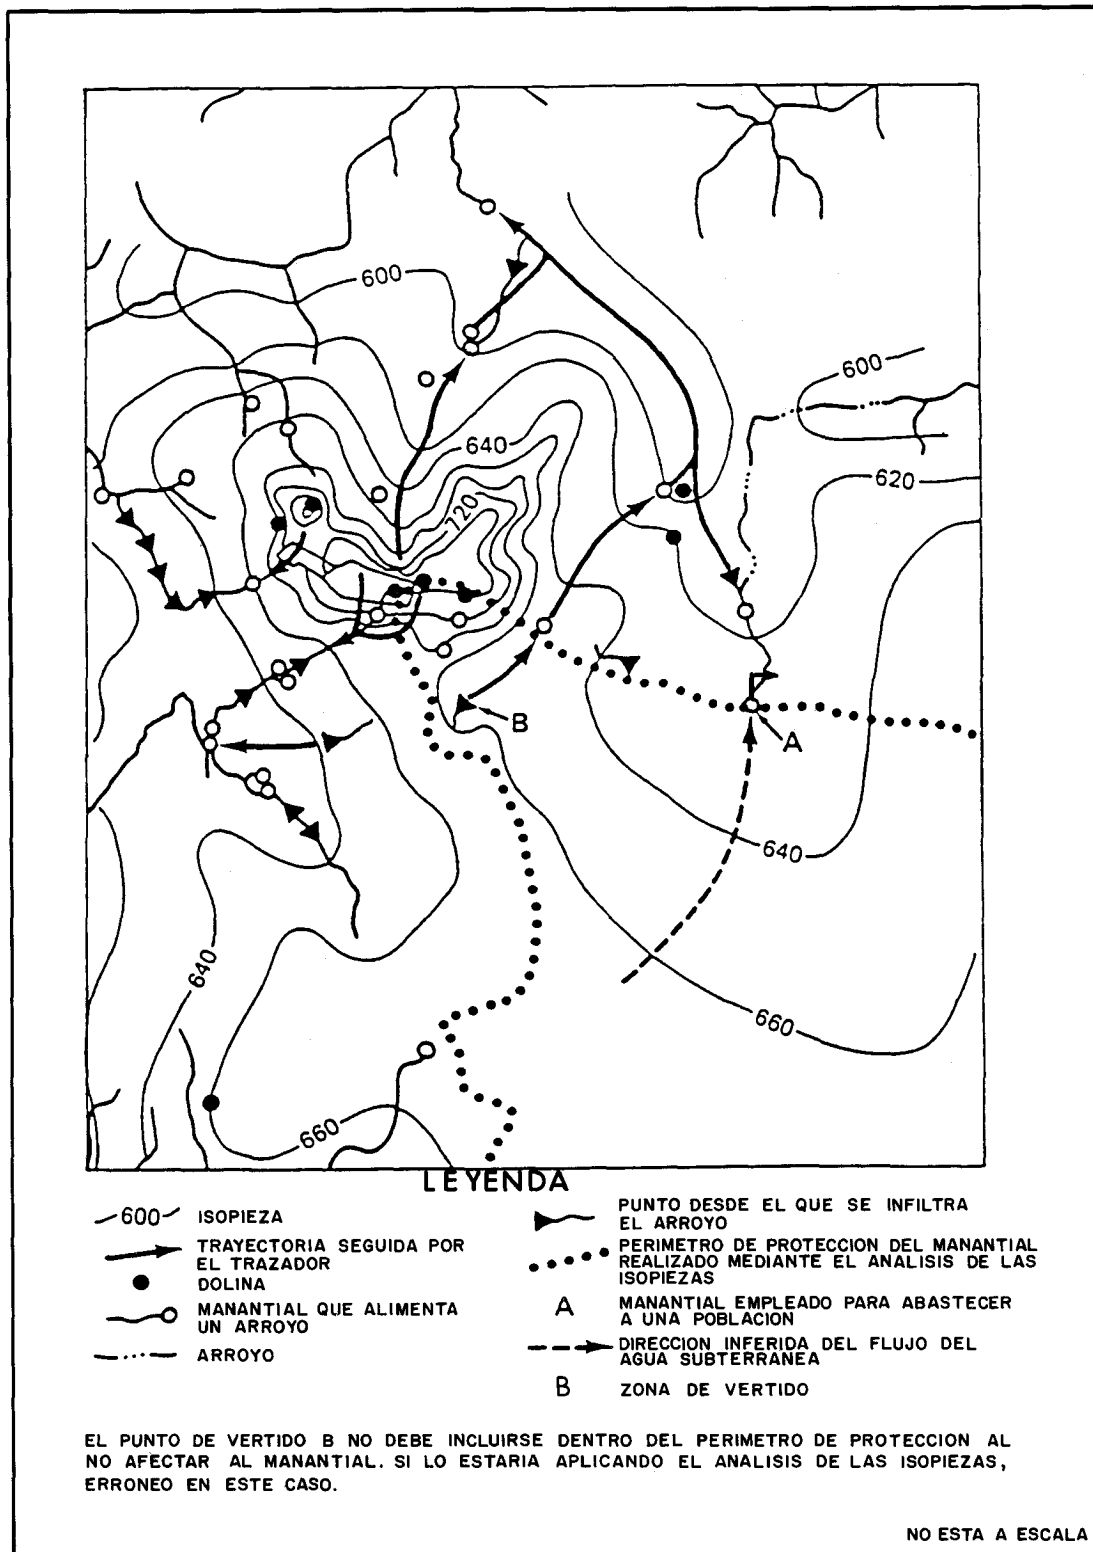 600
600
640
620
720
B
A
640
640
660
660
LEYENDA
600 ISOPIEZA
TRAYECTORIA SEGUIDA POR
EL TRAZADOR
DOLINA
MANANTIAL QUE ALIMENTA
UN ARROYO
ARROYO
PUNTO DESDE EL QUE SE INFILTRA
EL ARROYO
PERIMETRO DE PROTECCION DEL MANANTIAL
REALIZADO MEDIANTE EL ANALISIS DE LAS
ISOPIEZAS
A MANANTIAL EMPLEADO PARA ABASTECER
A UNA POBLACION
DIRECCION INFERIDA DEL FLUJO DEL
AGUA SUBTERRANEA
B ZONA DE VERTIDO
EL PUNTO DE VERTIDO B NO DEBE INCLUIRSE DENTRO DEL PERIMETRO DE PROTECCION AL
NO AFECTAR AL MANANTIAL. SI LO ESTARIA APLICANDO EL ANALISIS DE LAS ISOPIEZAS,
ERRONEO EN ESTE CASO.
NO ESTA A ESCALA